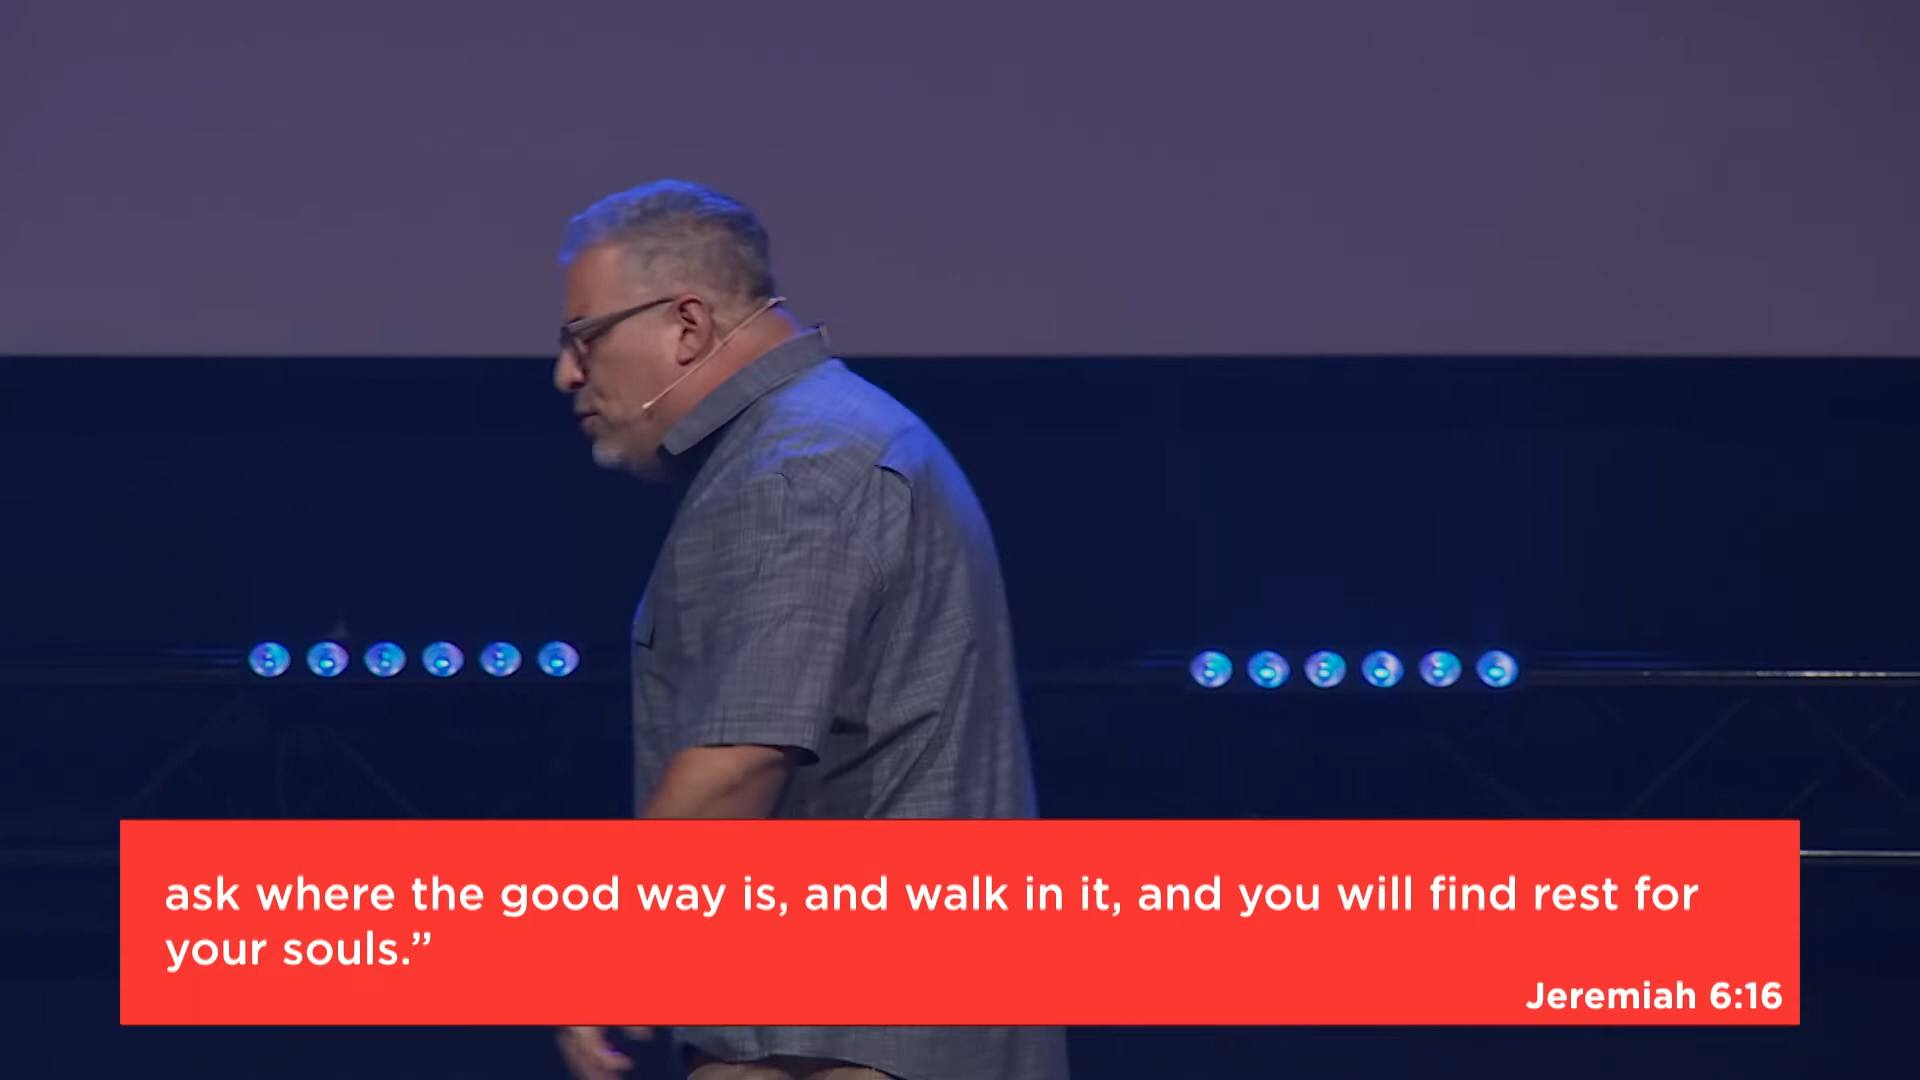 ask where the good way is, and walk in it, and you will find rest for
your souls.”
Jeremiah 6:16